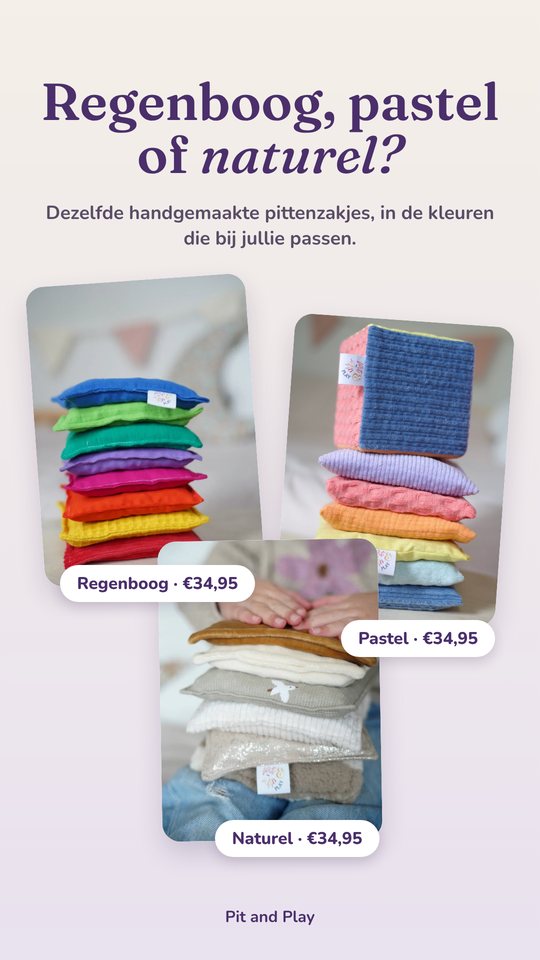 Regenboog, pastel
of naturel?
Dezelfde handgemaakte pittenzakjes, in de kleuren
die bij jullie passen.
Regenboog · €34,95
Pastel · €34,95
Naturel · €34,95
Pit and Play